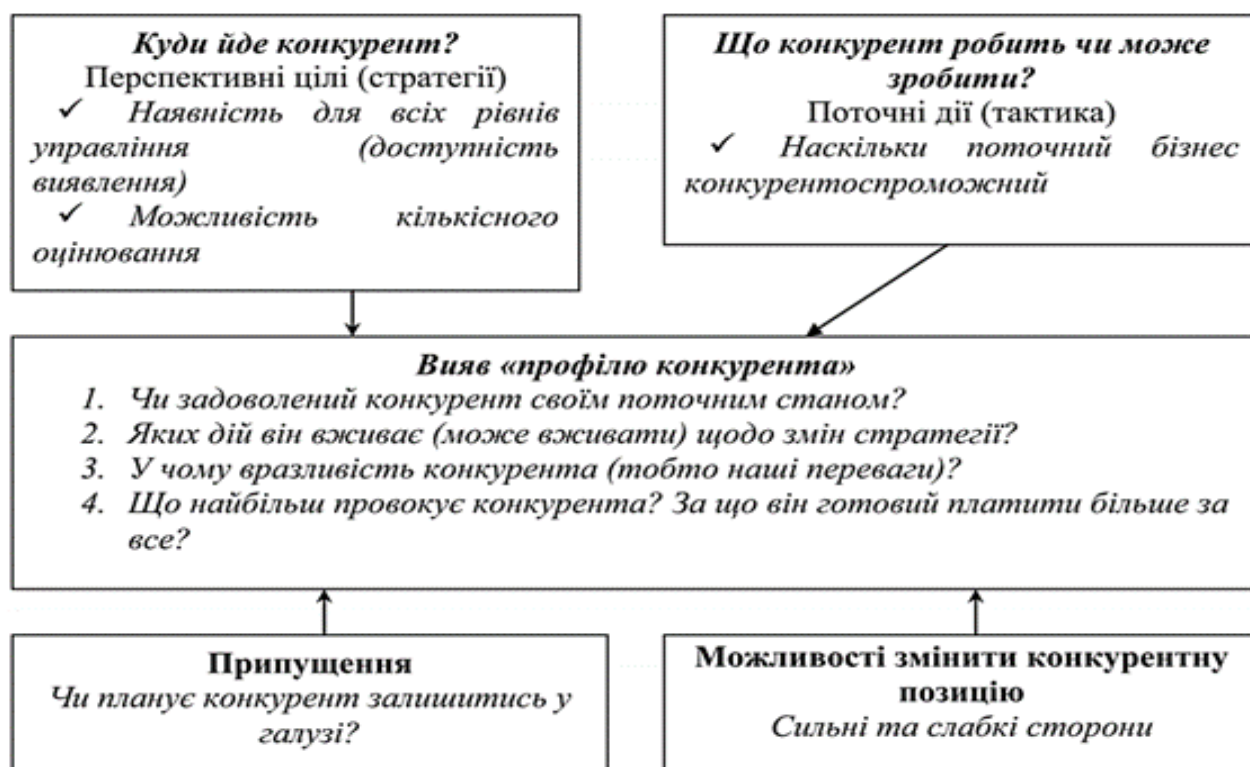 Куди йде конкурент?
Перспективні цілі (стратегії)
✓ Наявність для всіх рівнів
управління (доступність
виявлення)
✓ Можливість кількісного
оцінювання
Що конкурент робить чи може
зробити?
Поточні дії (тактика)
✓ Наскільки поточний бізнес
конкурентоспроможний
Вияв «профілю конкурента»
1. Чи задоволений конкурент своїм поточним станом?
2. Яких дій він вживає (може вживати) щодо змін стратегії?
3. У чому вразливість конкурента (тобто наші переваги)?
4. Що найбільш провокує конкурента? За що він готовий платити більше за
все?
Припущення
Чи планує конкурент залишитись у
галузі?
Можливості змінити конкурентну
позицію
Сильні та слабкі сторони